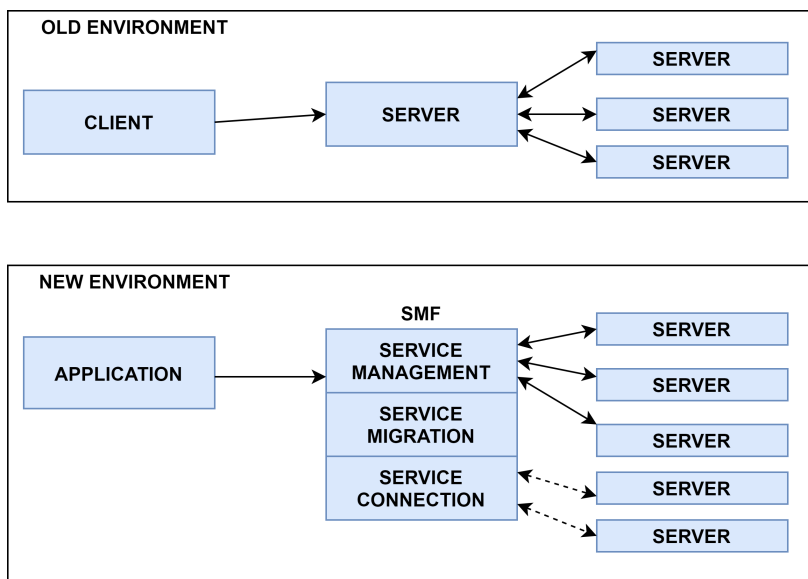 OLD ENVIRONMENT
CLIENT
SERVER
SERVER
SERVER
SERVER
NEW ENVIRONMENT
APPLICATION
SMF
SERVICE
MANAGEMENT
SERVICE
MIGRATION
SERVICE
CONNECTION
SERVER
SERVER
SERVER
SERVER
SERVER